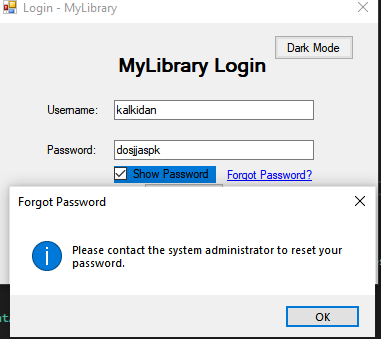 Login - MyLibrary
Dark Mode
MyLibrary Login
Username:
kalkidan
Password:
dosjjaspk
Show Password
Forgot Password?
Forgot Password
Please contact the system administrator to reset your
password.
OK